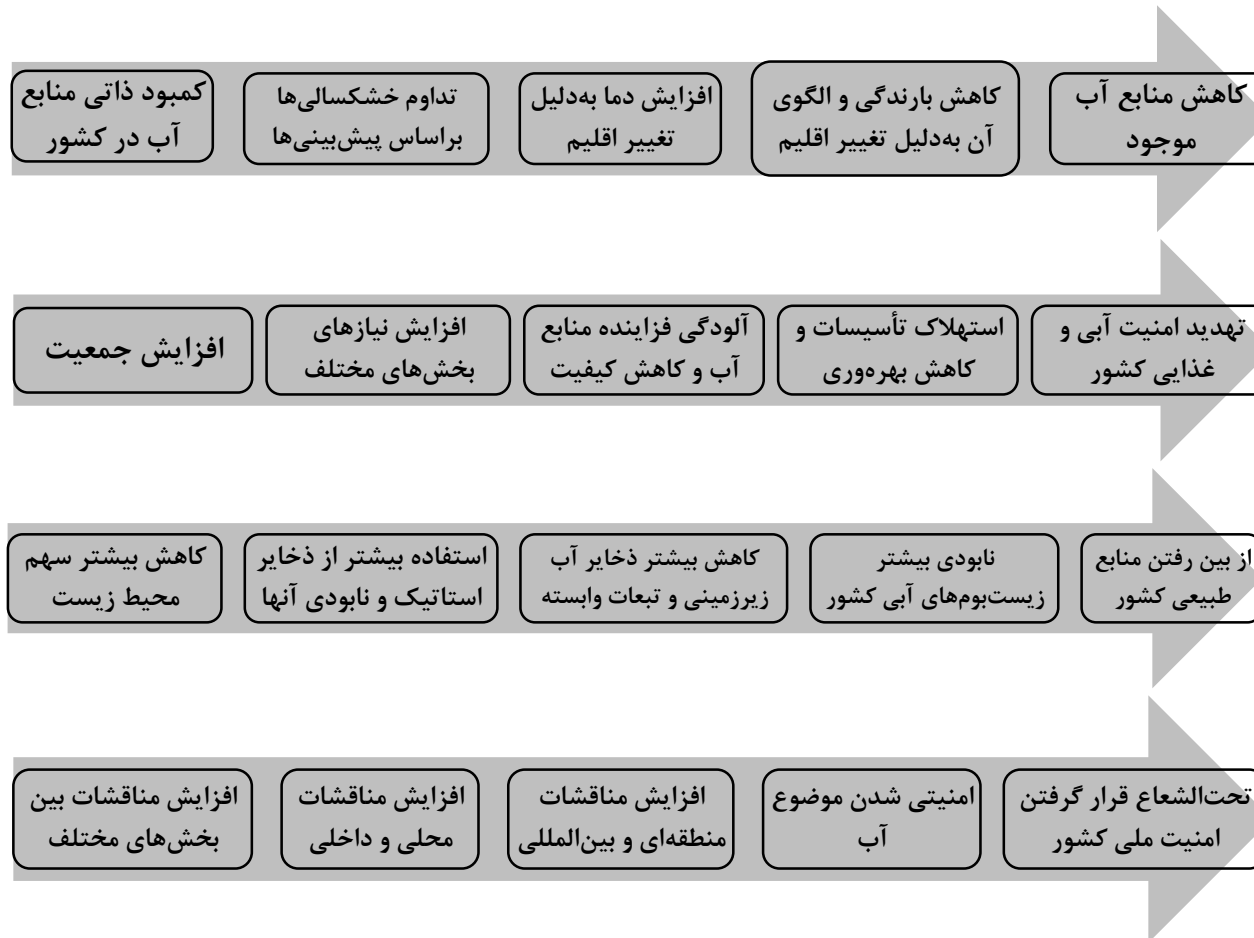 کمبود ذاتی منابع
آب در کشور
تداوم خشکسالی‌ها
براساس پیش‌بینی‌ها
افزایش دما به‌دلیل
تغییر اقلیم
کاهش بارندگی و الگوی
آن به‌دلیل تغییر اقلیم
کاهش منابع آب
موجود
افزایش جمعیت
افزایش نیازهای
بخش‌های مختلف
آلودگی فزاینده منابع
آب و کاهش کیفیت
استهلاک تأسیسات و
کاهش بهره‌وری
تهدید امنیت آبی و
غذایی کشور
کاهش بیشتر سهم
محیط زیست
استفاده بیشتر از ذخایر
استاتیک و نابودی آنها
کاهش بیشتر ذخایر آب
زیرزمینی و تبعات وابسته
نابودی بیشتر
زیست‌بوم‌های آبی کشور
از بین رفتن منابع
طبیعی کشور
افزایش مناقشات بین
بخش‌های مختلف
افزایش مناقشات
محلی و داخلی
افزایش مناقشات
منطقه‌ای و بین‌المللی
امنیتی شدن موضوع
آب
تحت‌الشعاع قرار گرفتن
امنیت ملی کشور